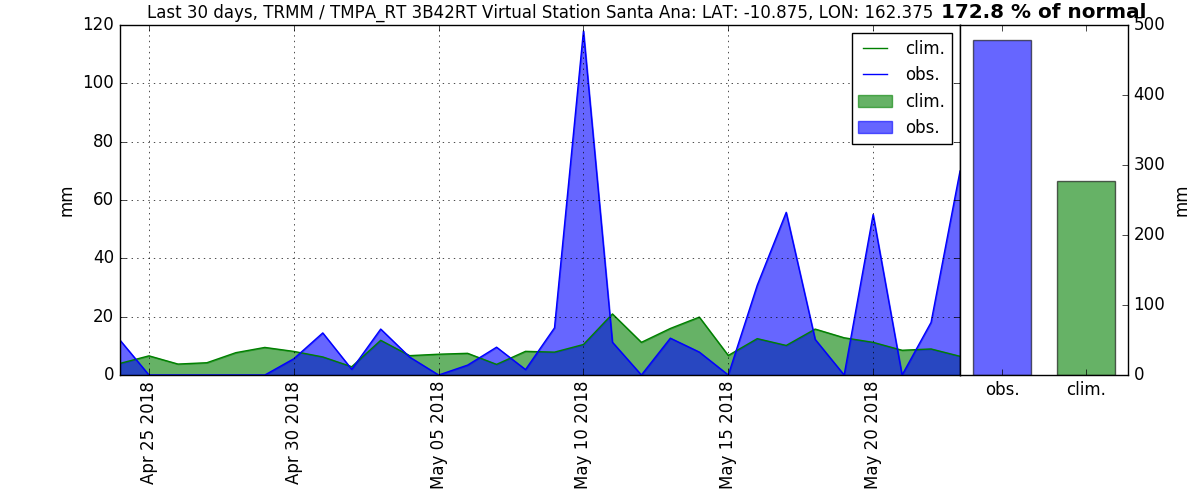 Last 30 days, TRMM / TMPA_RT 3B42RT Virtual Station Santa Ana: LAT: -10.875, LON: 162.375 172.8 % of normal
120
100
80
60
40
20
0
mm
clim.
obs.
clim.
obs.
Apr 25 2018
Apr 30 2018
May 05 2018
May 10 2018
May 15 2018
May 20 2018
500
400
300
200
100
0
mm
obs.
clim.